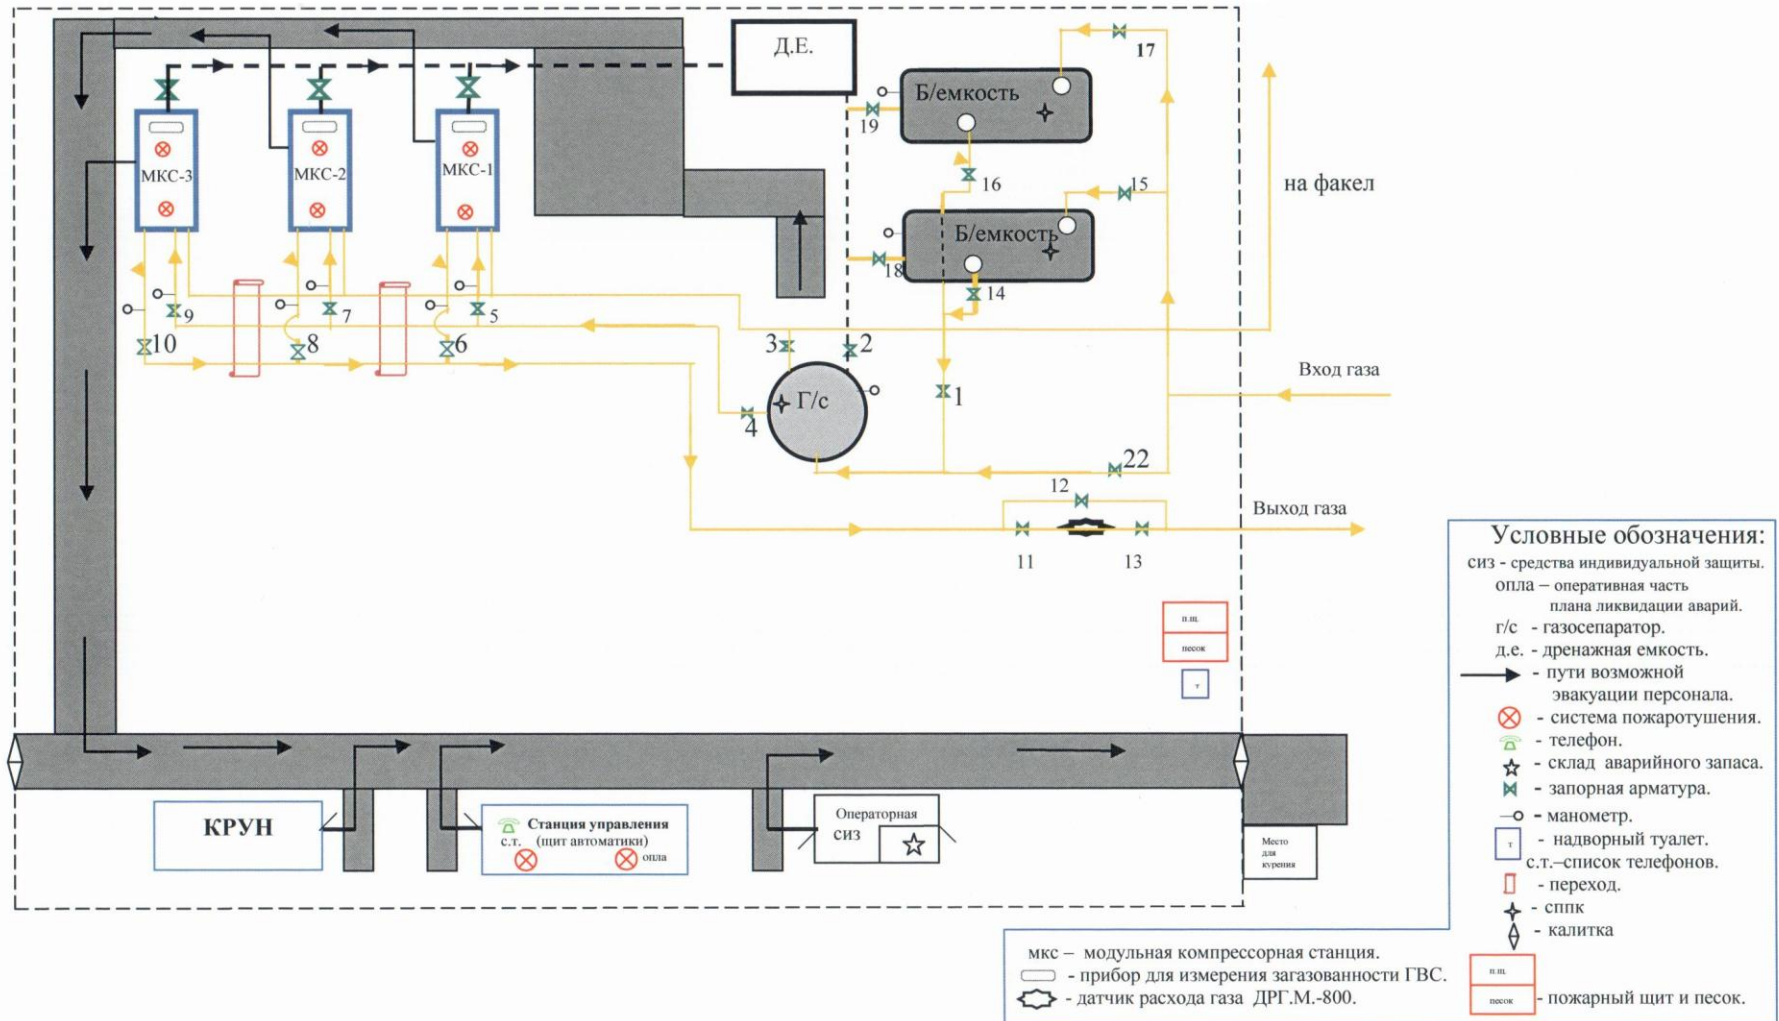 Д.Е.
17
Б/емкость
19
16
15
на факел
МКС-3
МКС-2
МКС-1
Б/емкость
18
14
9
7
5
10
8
6
3
2
Вход газа
1
Г/с
4
22
12
Выход газа
11
13
п.щ.
песок
т
КРУН
Станция управления
с.т. (щит автоматики)
опла
Операторная
сиз
Место
для
курения
Условные обозначения:
сиз - средства индивидуальной защиты.
опла – оперативная часть
плана ликвидации аварий.
г/с - газосепаратор.
д.е. - дренажная емкость.
- пути возможной
эвакуации персонала.
- система пожаротушения.
- телефон.
- склад аварийного запаса.
- запорная арматура.
- манометр.
т - надворный туалет.
с.т.–список телефонов.
- переход.
- сппк
- калитка
п.щ.
песок - пожарный щит и песок.
мкс – модульная компрессорная станция.
- прибор для измерения загазованности ГВС.
- датчик расхода газа ДРГ.М.-800.